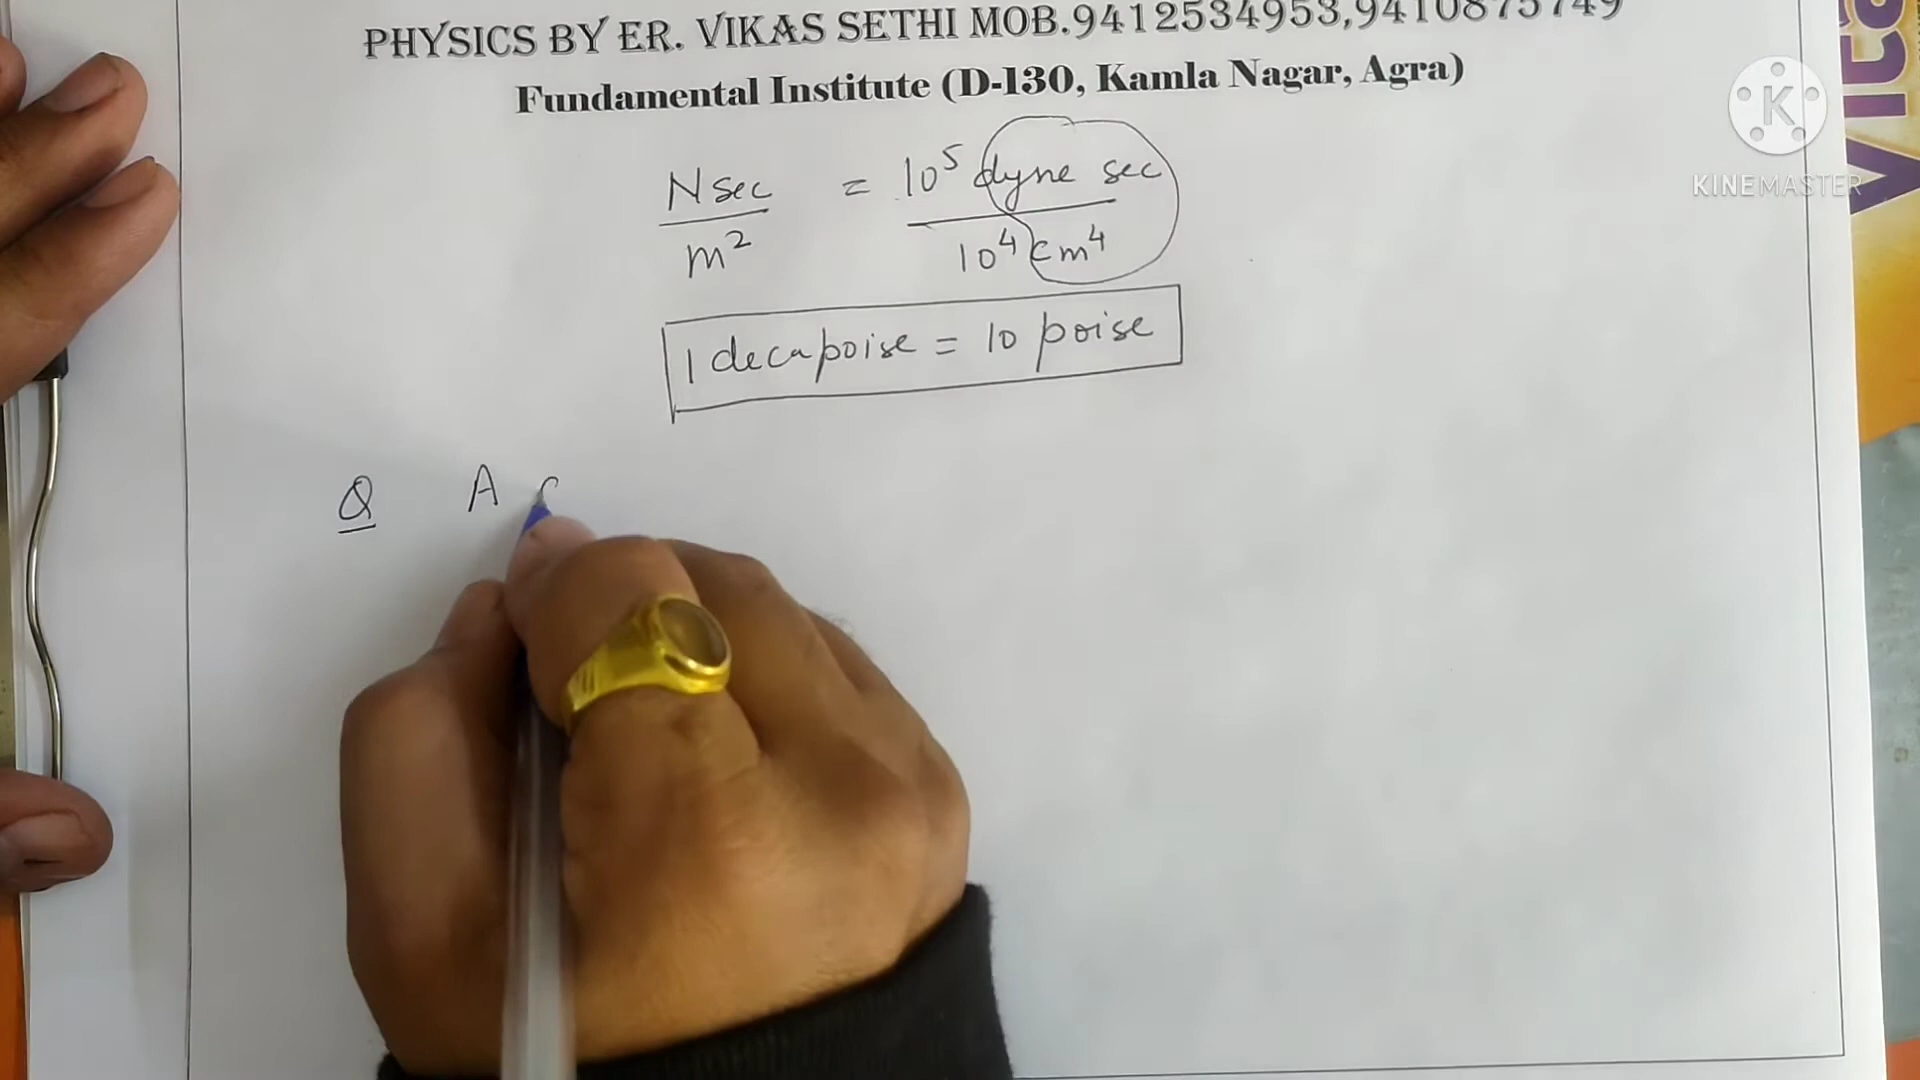 PHYSICS BY ER. VIKAS SETHI MOB.9412534953,9410875749
Fundamental Institute (D-130, Kamla Nagar, Agra)
K
KINEMASTER
N sec = 10⁵ dyne sec
m² 10⁴ cm⁴
1 decapoise = 10 poise
Q A